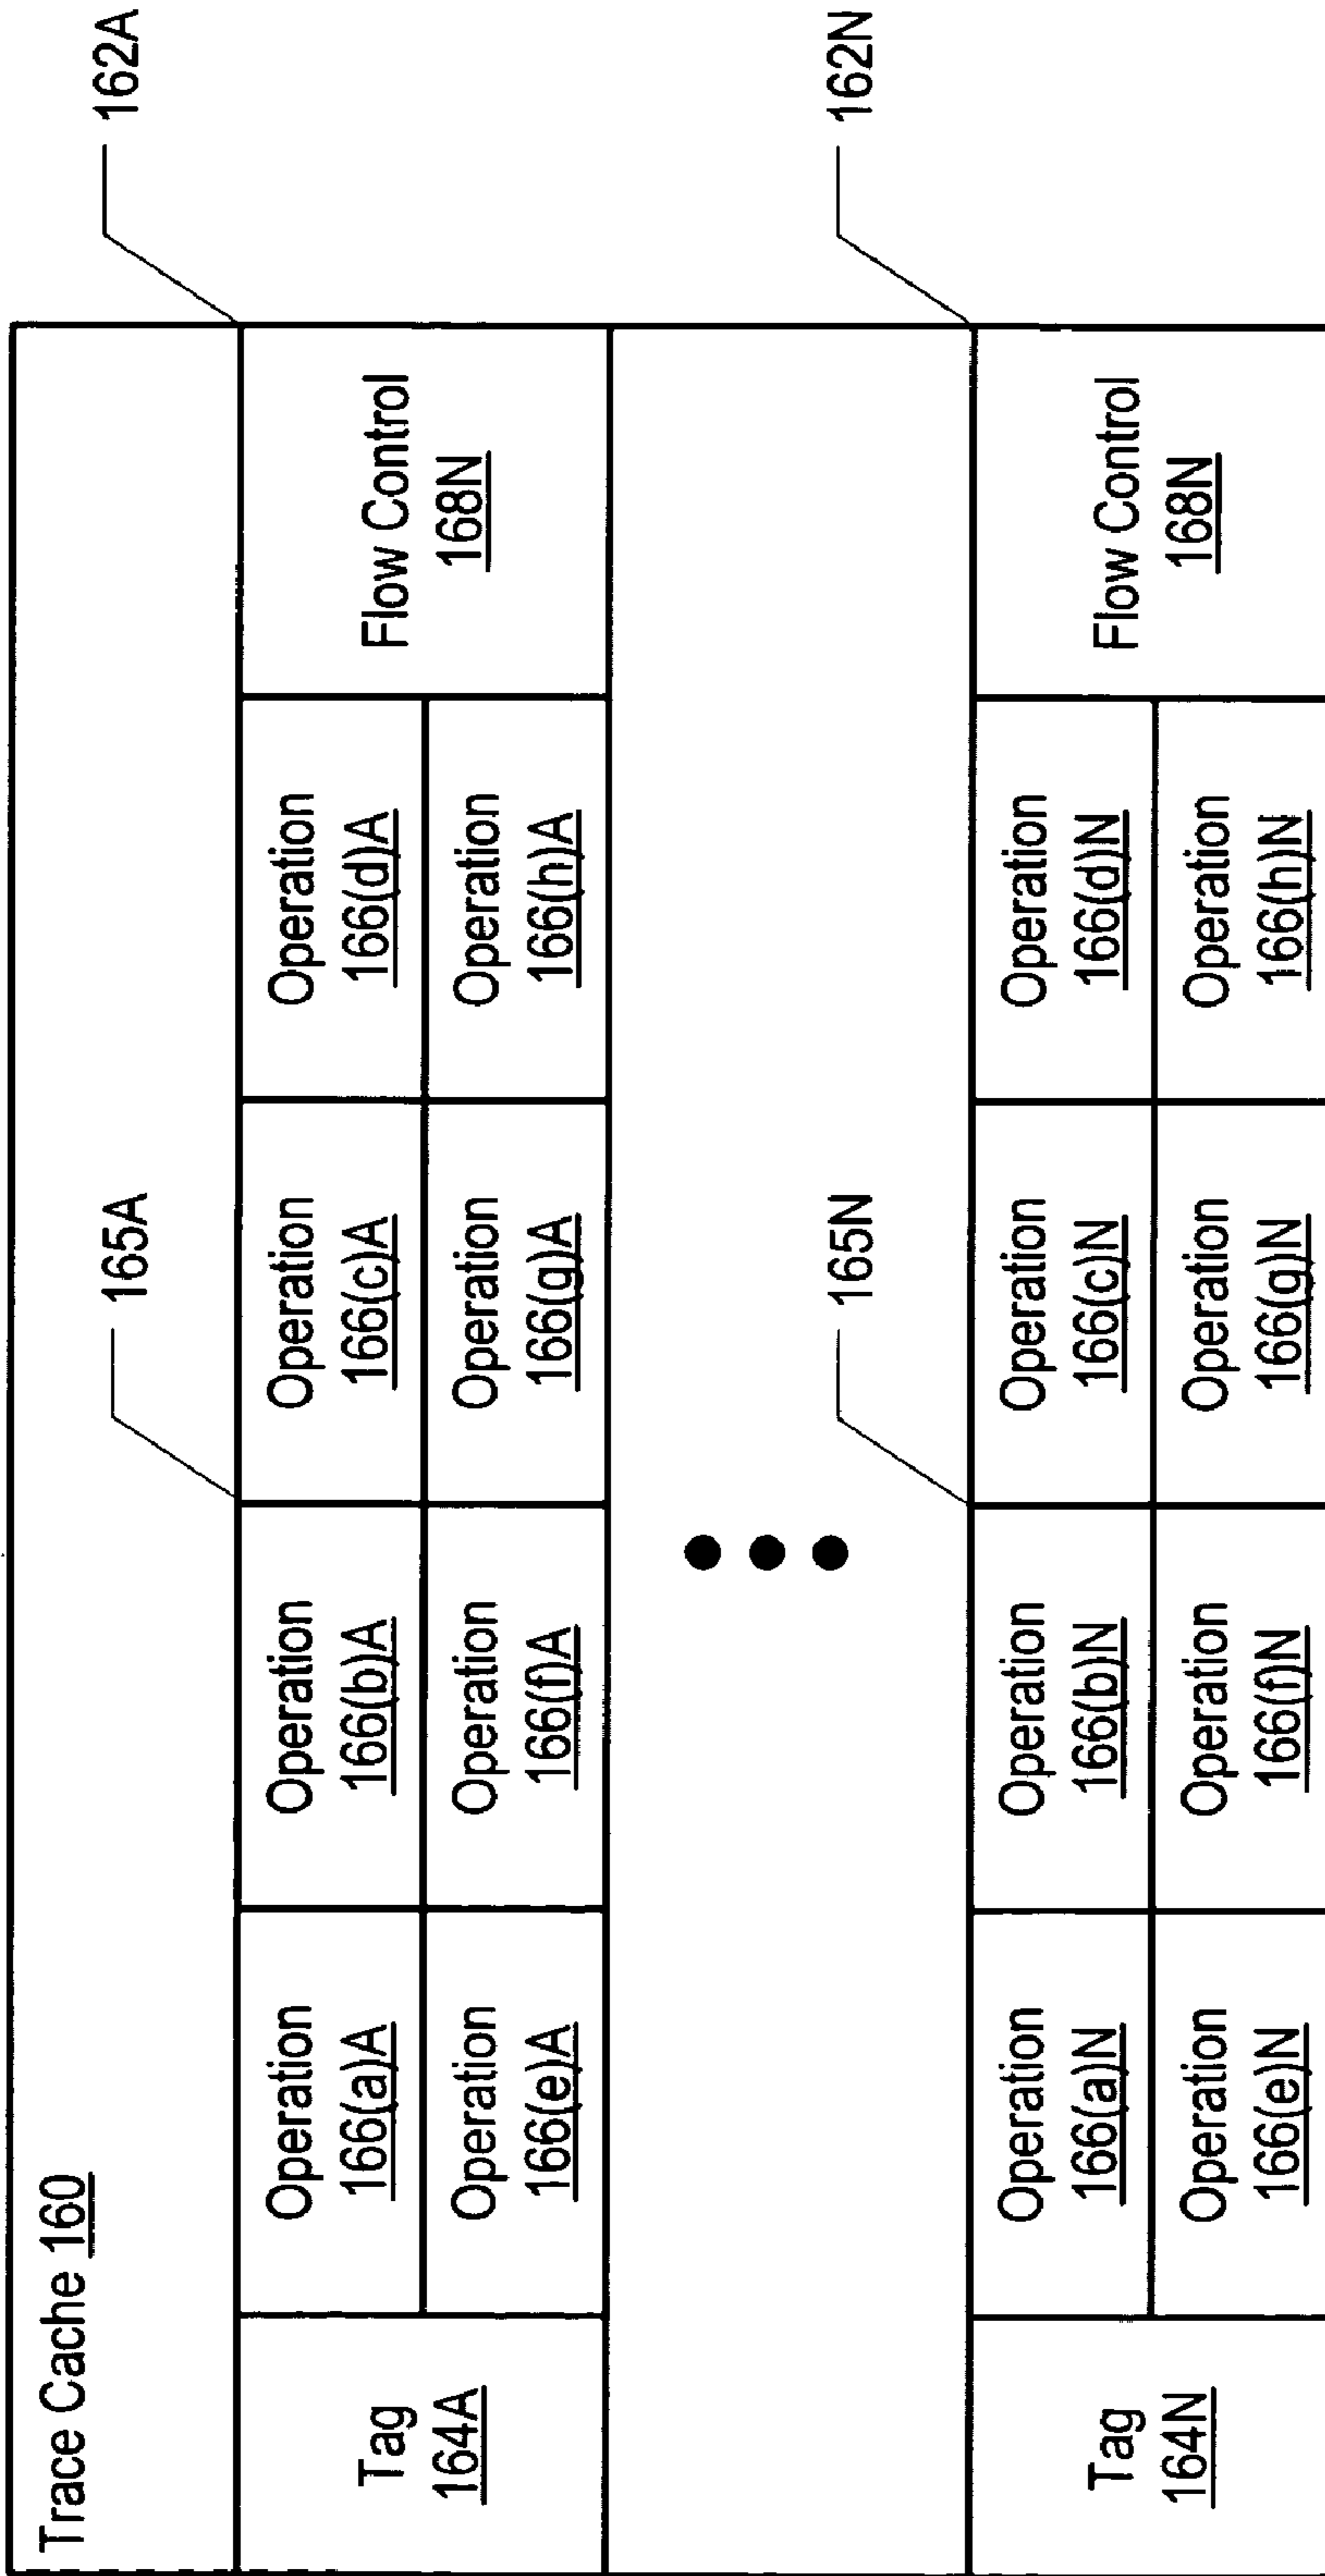 Trace Cache 160
162A
165A
Tag
164A
Operation
166(a)A
Operation
166(b)A
Operation
166(c)A
Operation
166(d)A
Operation
166(e)A
Operation
166(f)A
Operation
166(g)A
Operation
166(h)A
Flow Control
168N
162N
165N
Tag
164N
Operation
166(a)N
Operation
166(b)N
Operation
166(c)N
Operation
166(d)N
Operation
166(e)N
Operation
166(f)N
Operation
166(g)N
Operation
166(h)N
Flow Control
168N